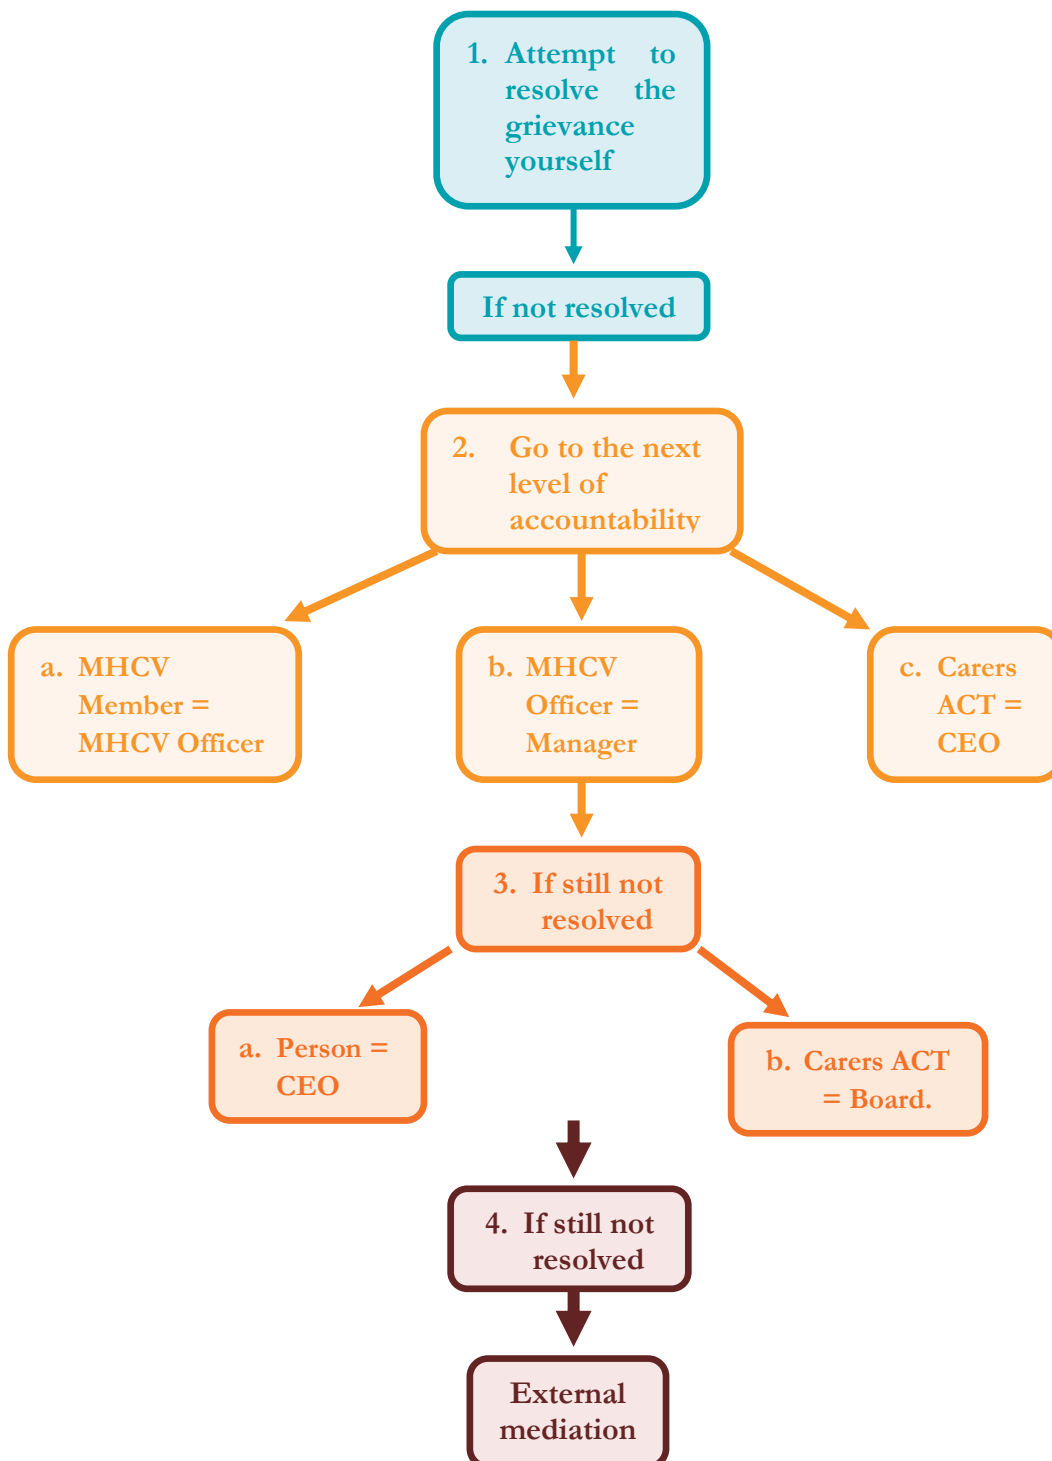 1. Attempt to
resolve the
grievance
yourself
If not resolved
2. Go to the next
level of
accountability
a. MHCV
Member =
MHCV Officer
b. MHCV
Officer =
Manager
c. Carers
ACT =
CEO
3. If still not
resolved
a. Person =
CEO
b. Carers ACT
= Board.
4. If still not
resolved
External
mediation